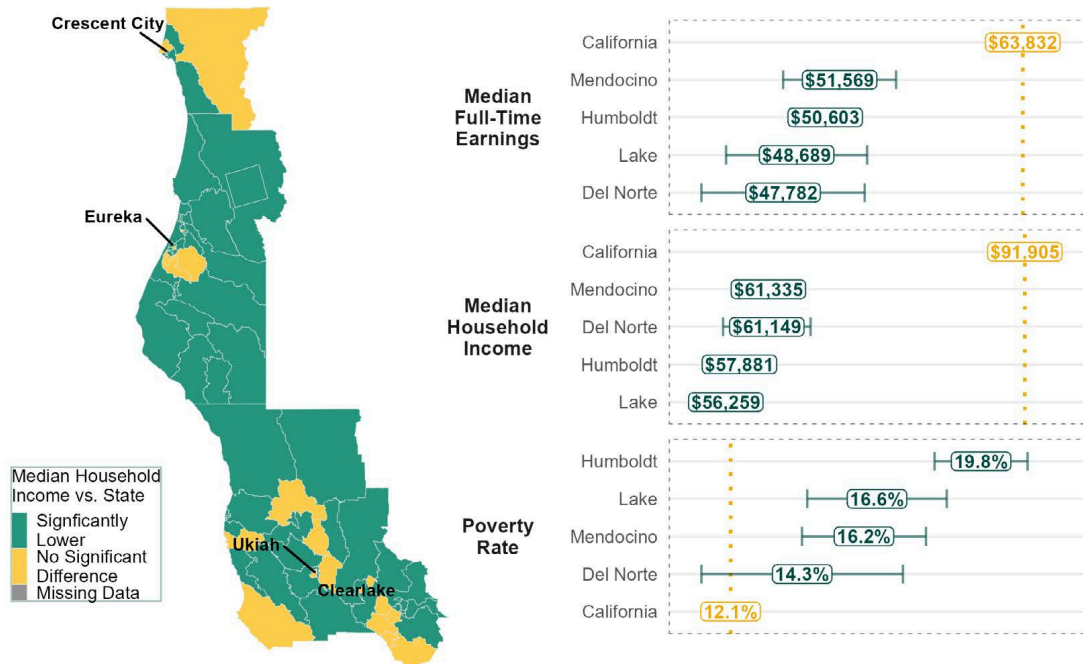 Crescent City
Eureka
Ukiah
Clearlake
Median Household
Income vs. State
Signficantly
Lower
No Significant
Difference
Missing Data
Median
Full-Time
Earnings
California
$63,832
Mendocino
$51,569
Humboldt
$50,603
Lake
$48,689
Del Norte
$47,782
Median
Household
Income
California
$91,905
Mendocino
$61,335
Del Norte
$61,149
Humboldt
$57,881
Lake
$56,259
Poverty
Rate
Humboldt
19.8%
Lake
16.6%
Mendocino
16.2%
Del Norte
14.3%
California
12.1%